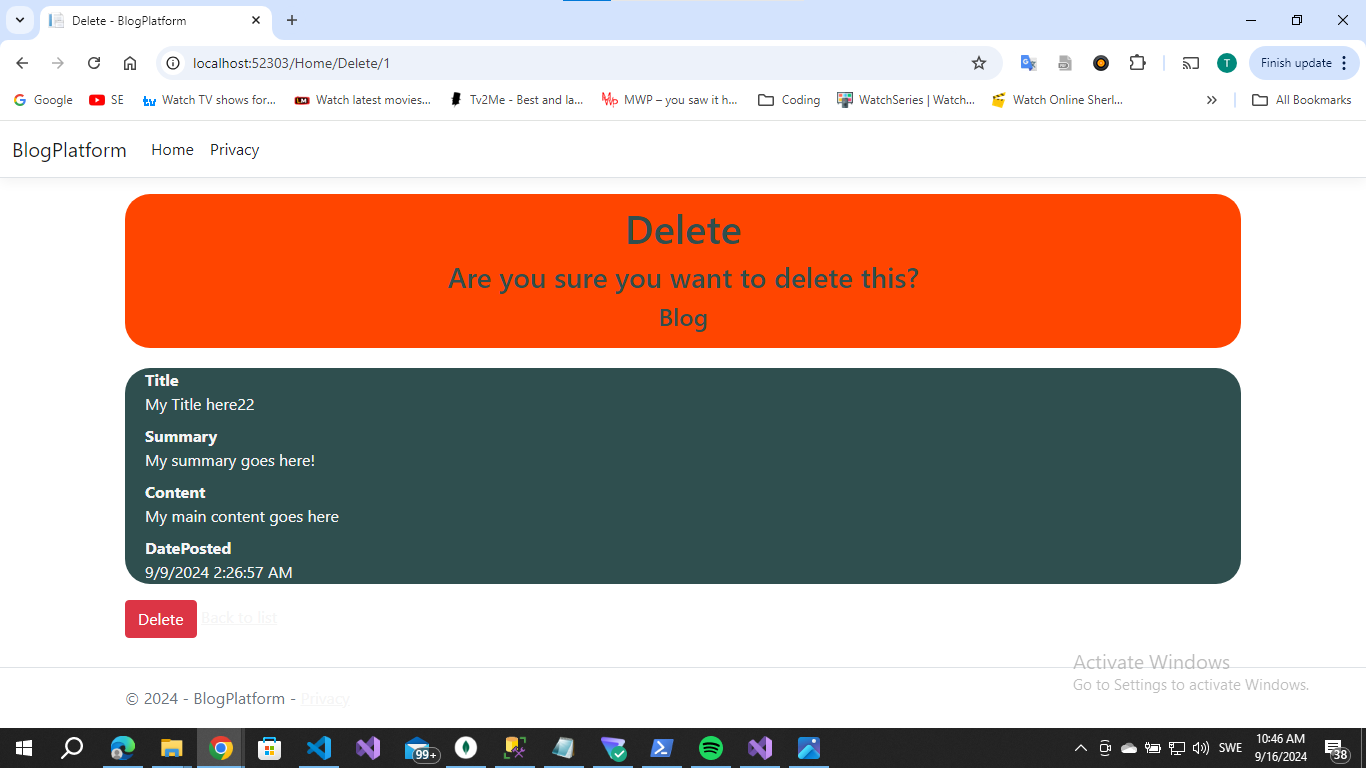 Delete - BlogPlatform
localhost:52303/Home/Delete/1
T
Finish update
Google
SE
Watch TV shows for...
Watch latest movies...
Tv2Me - Best and la...
MWP – you saw it h...
Coding
WatchSeries | Watch...
Watch Online Sherl...
All Bookmarks
BlogPlatform Home Privacy
Delete
Are you sure you want to delete this?
Blog
Title
My Title here22
Summary
My summary goes here!
Content
My main content goes here
DatePosted
9/9/2024 2:26:57 AM
Delete Back to list
Activate Windows
Go to Settings to activate Windows.
© 2024 - BlogPlatform - Privacy
99+
SWE
10:46 AM
9/16/2024
38